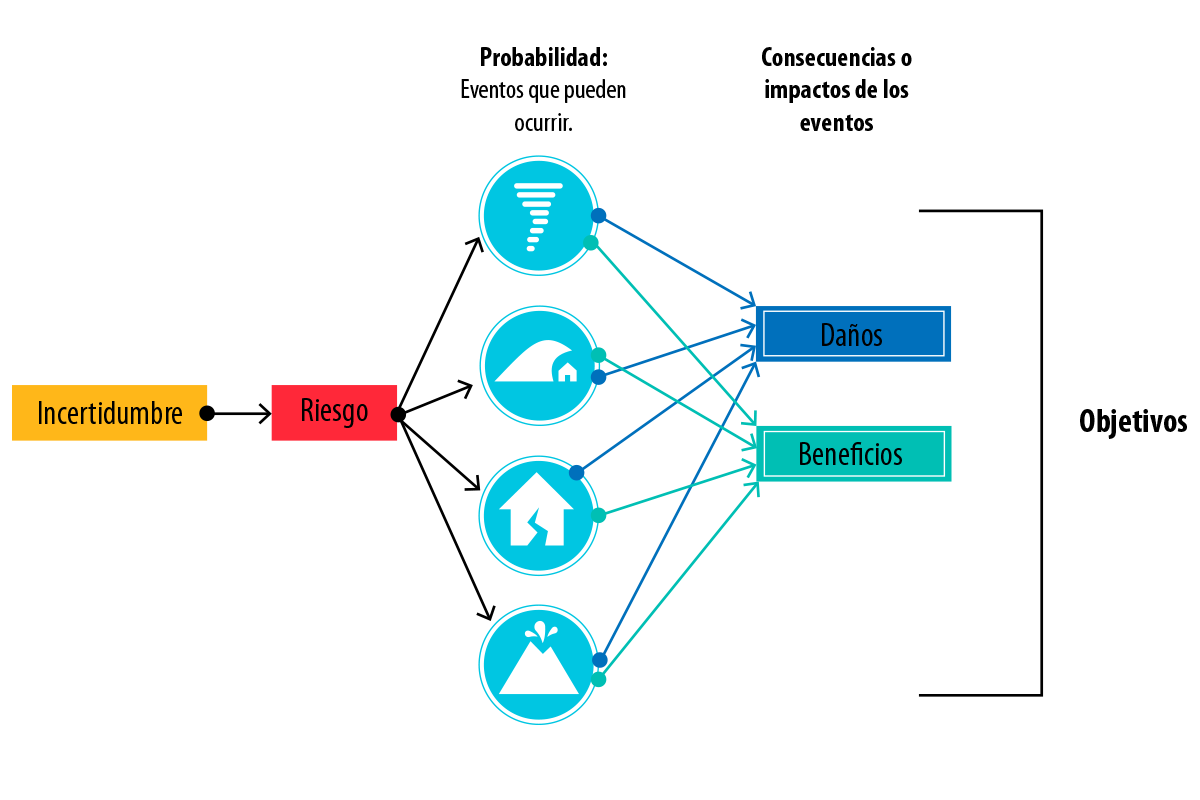 Probabilidad:
Eventos que pueden
ocurrir.
Consecuencias o
impactos de los
eventos
Incertidumbre
Riesgo
Daños
Beneficios
Objetivos